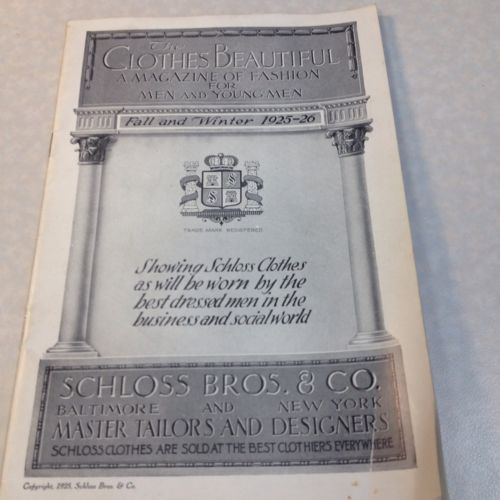 The
CLOTHES BEAUTIFUL
A MAGAZINE OF FASHION
FOR
MEN AND YOUNG MEN
Fall and Winter 1925-26
TRADE MARK REGISTERED
Showing Schloss Clothes
as will be worn by the
best dressed men in the
business and social world
SCHLOSS BROS. & CO.
BALTIMORE AND NEW YORK
MASTER TAILORS AND DESIGNERS
SCHLOSS CLOTHES ARE SOLD AT THE BEST CLOTHIERS EVERYWHERE
Copyright, 1925, Schloss Bros. & Co.